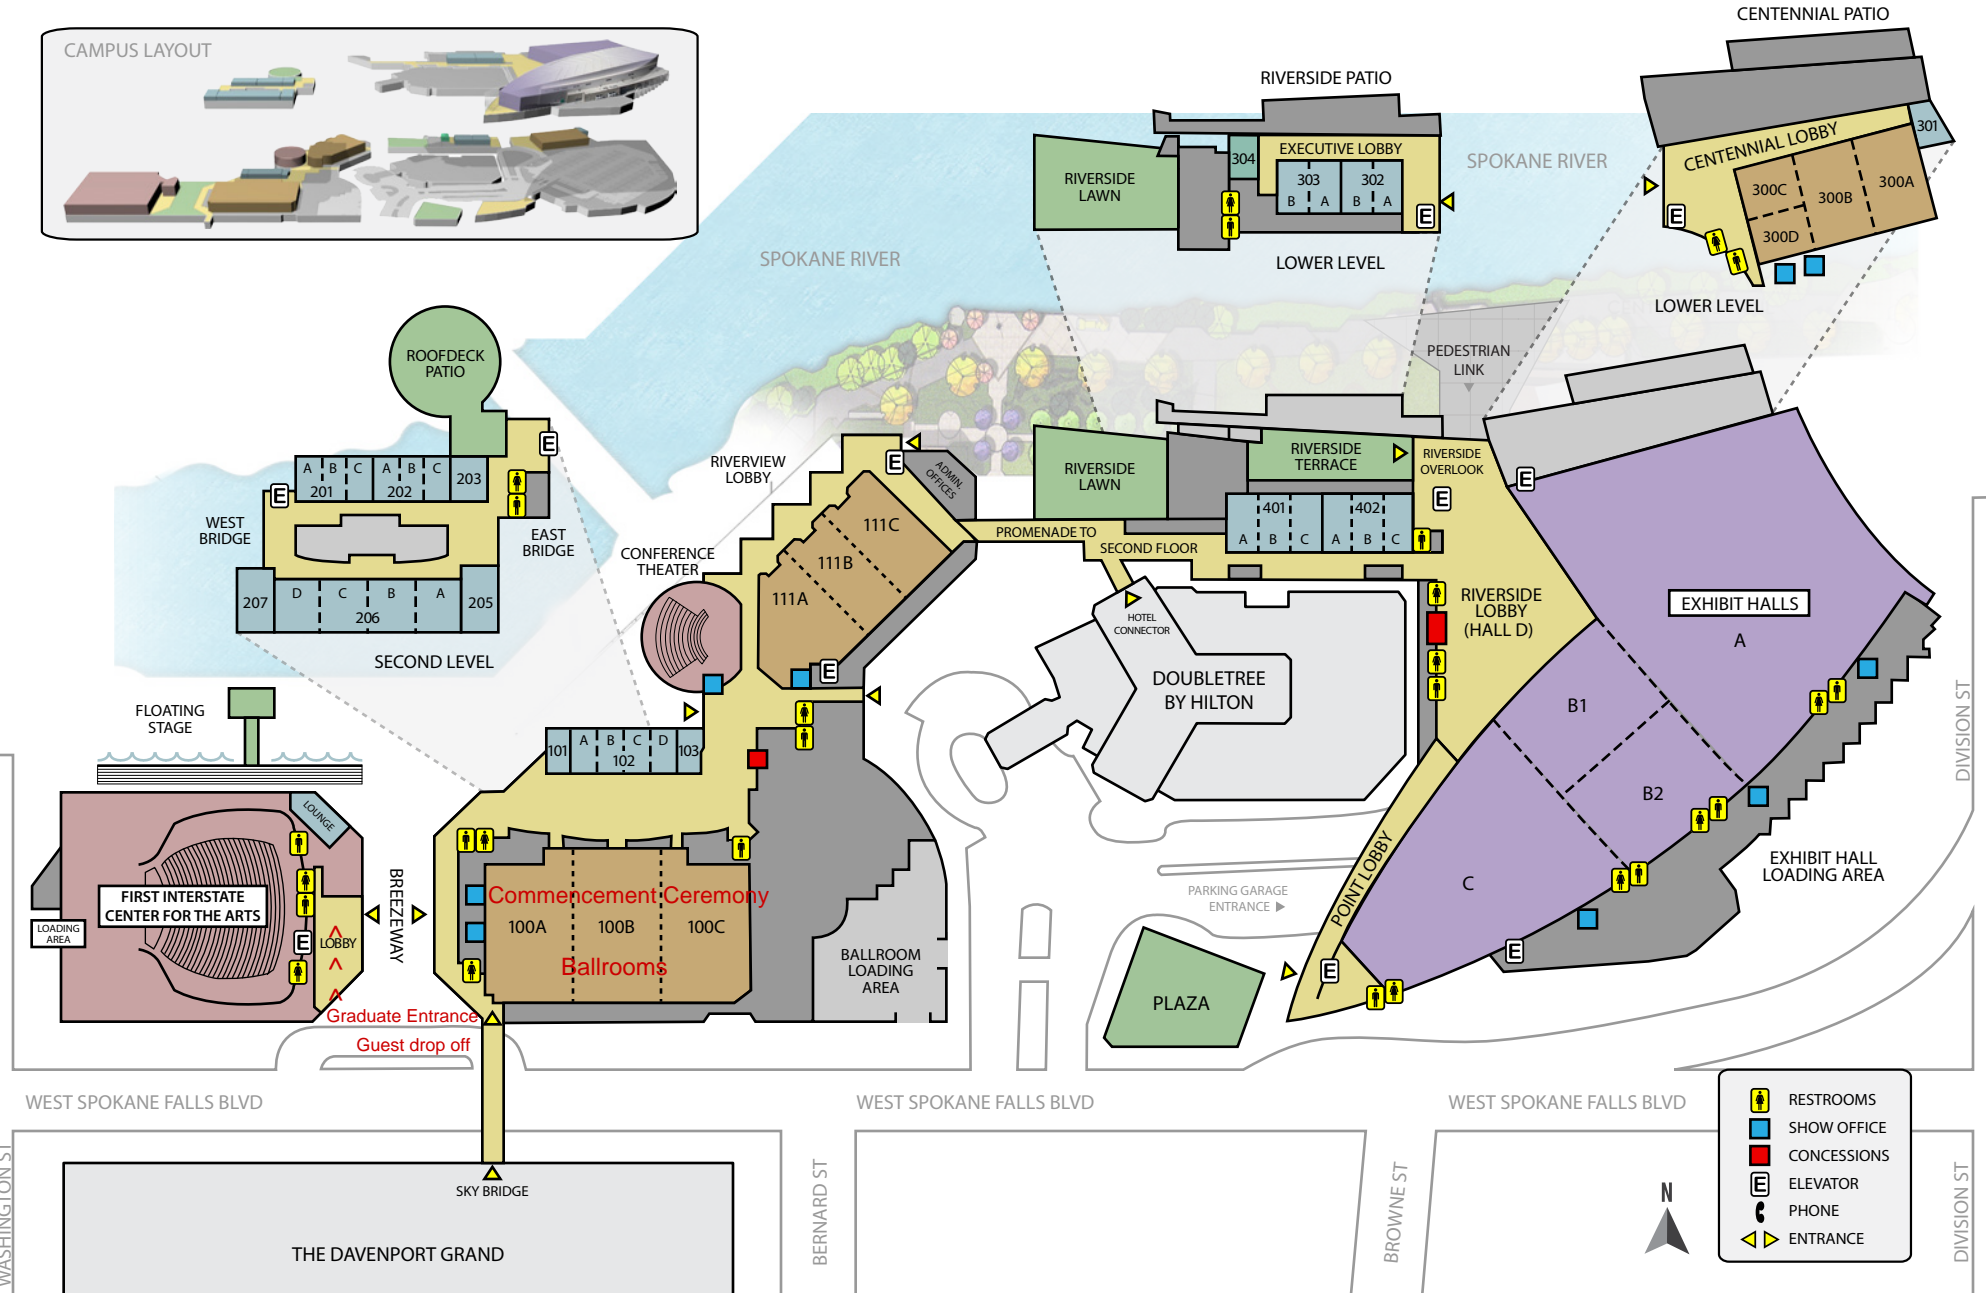 CAMPUS LAYOUT
CENTENNIAL PATIO
CENTENNIAL LOBBY
301
300A
300B
300C
300D
E
LOWER LEVEL
RIVERSIDE PATIO
RIVERSIDE
LAWN
304
EXECUTIVE LOBBY
303
B A
302
B A
E
LOWER LEVEL
SPOKANE RIVER
SPOKANE RIVER
PEDESTRIAN
LINK
ROOFDECK
PATIO
E
A B C
201
A B C
202
203
E
WEST
BRIDGE
EAST
BRIDGE
207
D C B A
206
205
SECOND LEVEL
RIVERVIEW
LOBBY
E
ADMIN.
OFFICES
CONFERENCE
THEATER
111C
111B
111A
E
PROMENADE TO
SECOND FLOOR
RIVERSIDE
LAWN
RIVERSIDE
TERRACE
RIVERSIDE
OVERLOOK
E
E
401
A B C
402
A B C
HOTEL
CONNECTOR
DOUBLETREE
BY HILTON
RIVERSIDE
LOBBY
(HALL D)
EXHIBIT HALLS
A
B1
B2
C
EXHIBIT HALL
LOADING AREA
POINT LOBBY
E
E
PARKING GARAGE
ENTRANCE
PLAZA
FLOATING
STAGE
LOUNGE
FIRST INTERSTATE
CENTER FOR THE ARTS
LOADING
AREA
E
LOBBY
BREEZEWAY
101
A B C D
102
103
Commencement Ceremony
100A
100B
100C
Ballrooms
BALLROOM
LOADING
AREA
Graduate Entrance
Guest drop off
WEST SPOKANE FALLS BLVD
WEST SPOKANE FALLS BLVD
WEST SPOKANE FALLS BLVD
SKY BRIDGE
THE DAVENPORT GRAND
WASHINGTON ST
BERNARD ST
BROWNE ST
DIVISION ST
DIVISION ST
N
RESTROOMS
SHOW OFFICE
CONCESSIONS
E ELEVATOR
PHONE
ENTRANCE